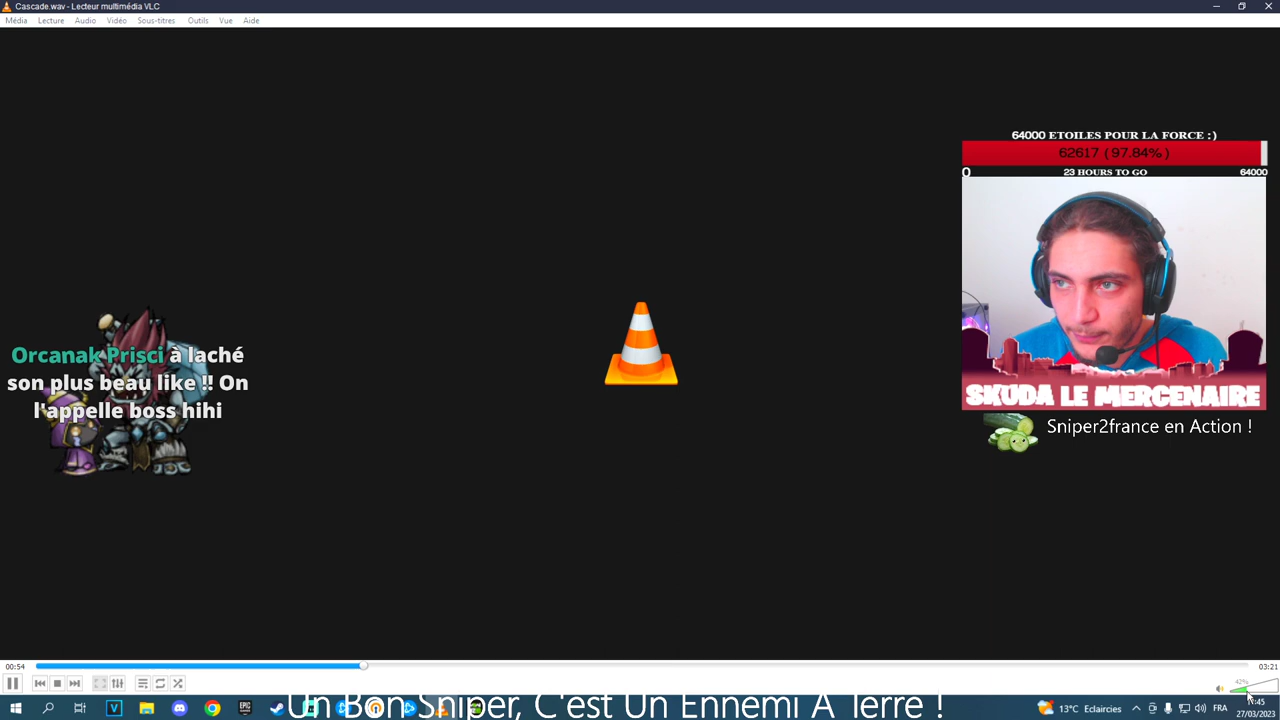 Cascade.wav - Lecteur multimédia VLC
Média Lecture Audio Vidéo Sous-titres Outils Vue Aide
64000 ETOILES POUR LA FORCE :)
62617 (97.84%)
0 23 HOURS TO GO 64000
Orcanak Prisci à laché
son plus beau like !! On
l'appelle boss hihi
SKUDA LE MERCENAIRE
Sniper2france en Action !
00:54 03:21
42%
Un Bon Sniper, C'est Un Ennemi A Terre !
13°C Eclaircies
FRA
27/03/2023